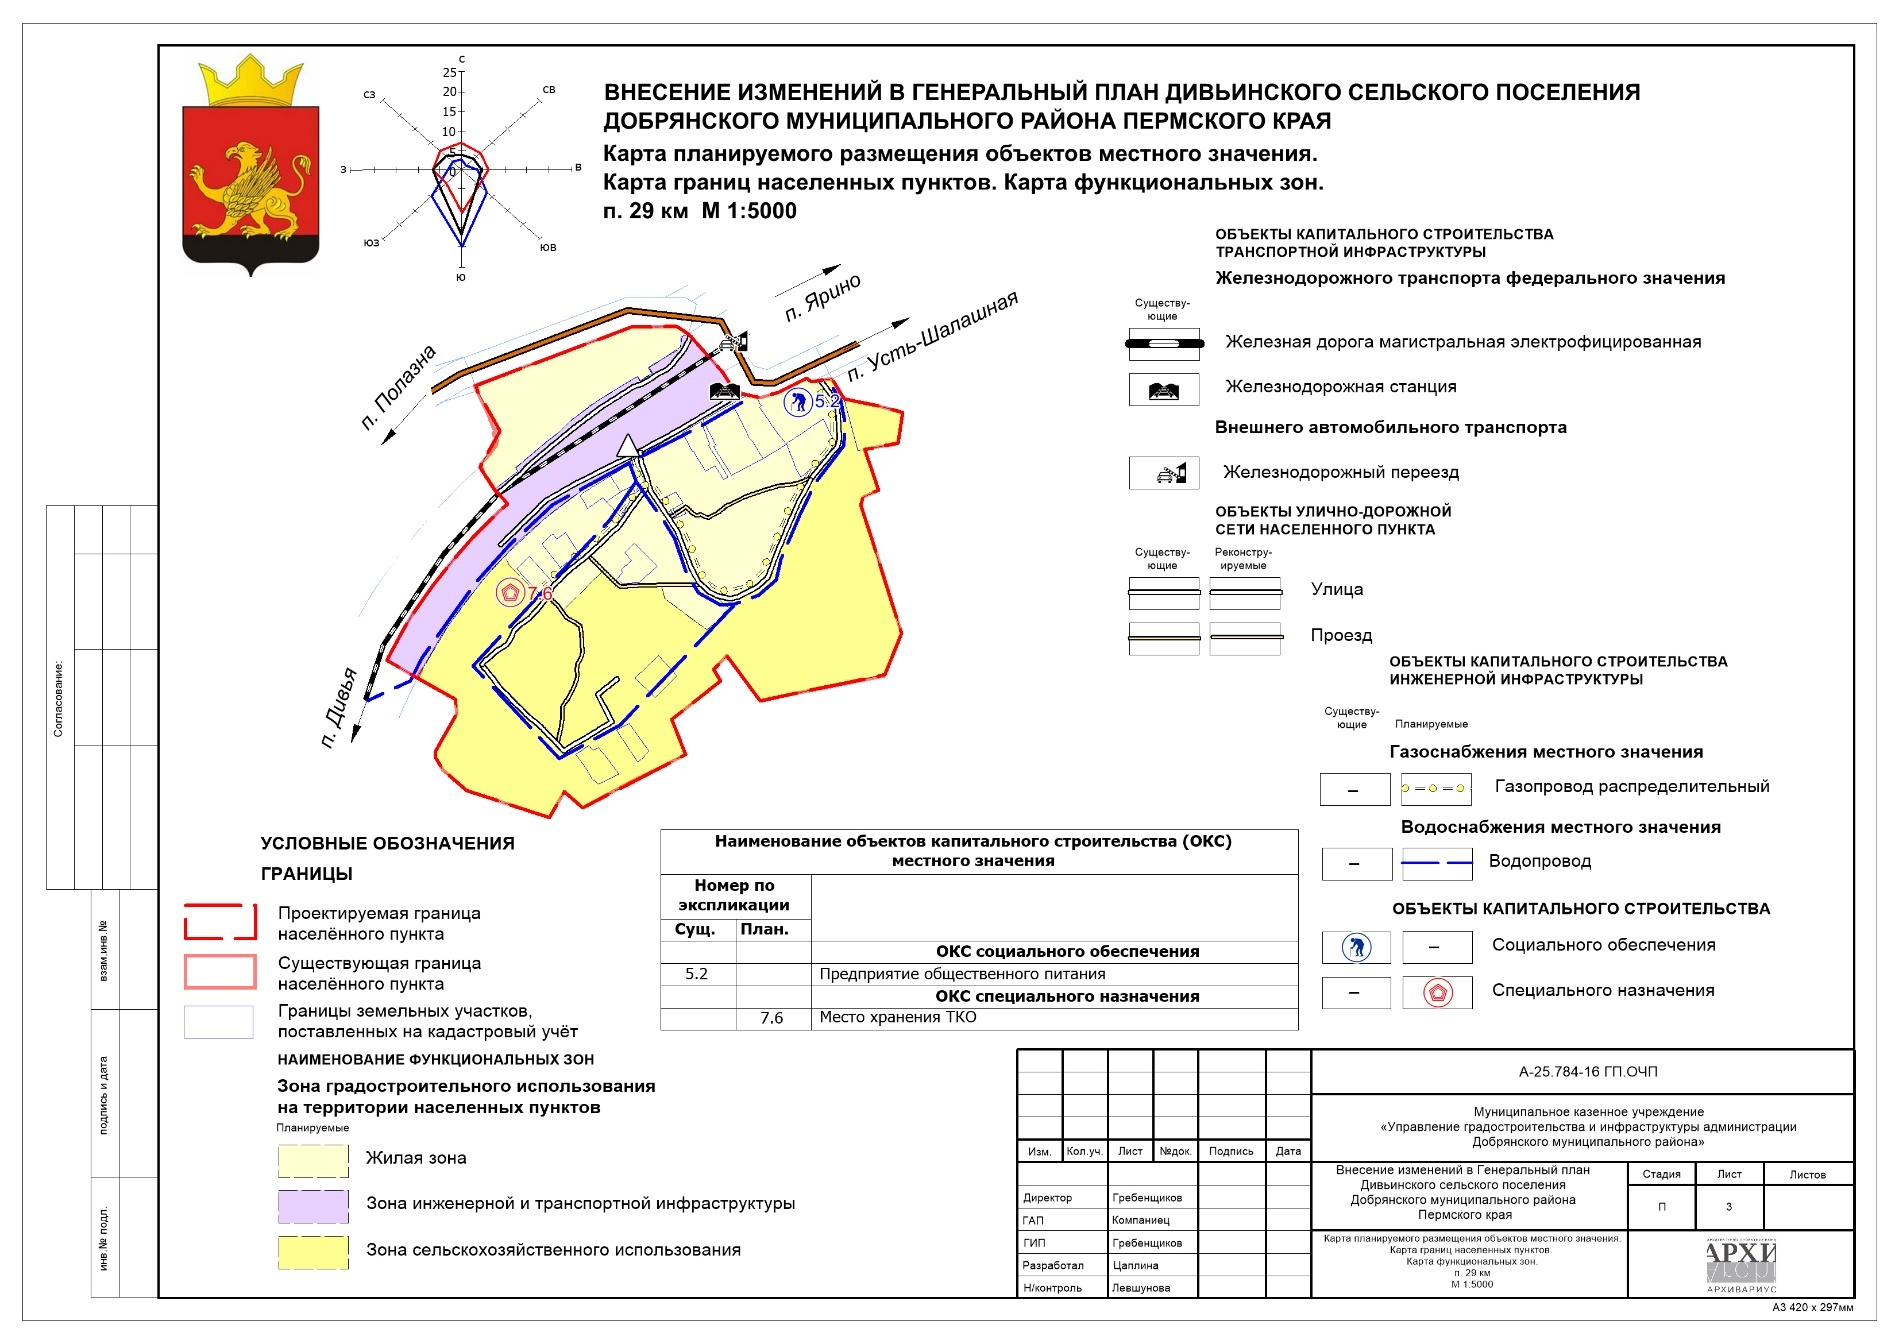 ВНЕСЕНИЕ ИЗМЕНЕНИЙ В ГЕНЕРАЛЬНЫЙ ПЛАН ДИВЬИНСКОГО СЕЛЬСКОГО ПОСЕЛЕНИЯ
ДОБРЯНСКОГО МУНИЦИПАЛЬНОГО РАЙОНА ПЕРМСКОГО КРАЯ
Карта планируемого размещения объектов местного значения.
Карта границ населенных пунктов. Карта функциональных зон.
п. 29 км М 1:5000
С
25
20
15
10
5
0
СЗ
СВ
З
В
ЮЗ
ЮВ
Ю
п. Ярино
п. Усть-Шалашная
п. Полазна
п. Дивья
5.2
7.6
ОБЪЕКТЫ КАПИТАЛЬНОГО СТРОИТЕЛЬСТВА
ТРАНСПОРТНОЙ ИНФРАСТРУКТУРЫ
Железнодорожного транспорта федерального значения
Существу-
ющие
Железная дорога магистральная электрофицированная
Железнодорожная станция
Внешнего автомобильного транспорта
Железнодорожный переезд
ОБЪЕКТЫ УЛИЧНО-ДОРОЖНОЙ
СЕТИ НАСЕЛЕННОГО ПУНКТА
Существу-
ющие
Реконстру-
ируемые
Улица
Проезд
ОБЪЕКТЫ КАПИТАЛЬНОГО СТРОИТЕЛЬСТВА
ИНЖЕНЕРНОЙ ИНФРАСТРУКТУРЫ
Существу-
ющие
Планируемые
Газоснабжения местного значения
–
Газопровод распределительный
Водоснабжения местного значения
–
Водопровод
ОБЪЕКТЫ КАПИТАЛЬНОГО СТРОИТЕЛЬСТВА
–
Социального обеспечения
–
Специального назначения
УСЛОВНЫЕ ОБОЗНАЧЕНИЯ
ГРАНИЦЫ
Проектируемая граница
населённого пункта
Существующая граница
населённого пункта
Границы земельных участков,
поставленных на кадастровый учёт
НАИМЕНОВАНИЕ ФУНКЦИОНАЛЬНЫХ ЗОН
Зона градостроительного использования
на территории населенных пунктов
Планируемые
Жилая зона
Зона инженерной и транспортной инфраструктуры
Зона сельскохозяйственного использования
Наименование объектов капитального строительства (ОКС)
местного значения
Номер по
экспликации
Сущ. План.
ОКС социального обеспечения
5.2 Предприятие общественного питания
ОКС специального назначения
7.6 Место хранения ТКО
Согласование:
взам.инв.№
подпись и дата
инв.№ подл.
А-25.784-16 ГП.ОЧП
Муниципальное казенное учреждение
«Управление градостроительства и инфраструктуры администрации
Добрянского муниципального района»
Изм. Кол.уч. Лист №док. Подпись Дата
Директор Гребенщиков
ГАП Компаниец
ГИП Гребенщиков
Разработал Цаплина
Н/контроль Левшунова
Внесение изменений в Генеральный план
Дивьинского сельского поселения
Добрянского муниципального района
Пермского края
Стадия Лист Листов
П 3
Карта планируемого размещения объектов местного значения.
Карта границ населенных пунктов.
Карта функциональных зон.
п. 29 км
М 1:5000
АРХИ
АРХИВАРИУС
А3 420 x 297мм